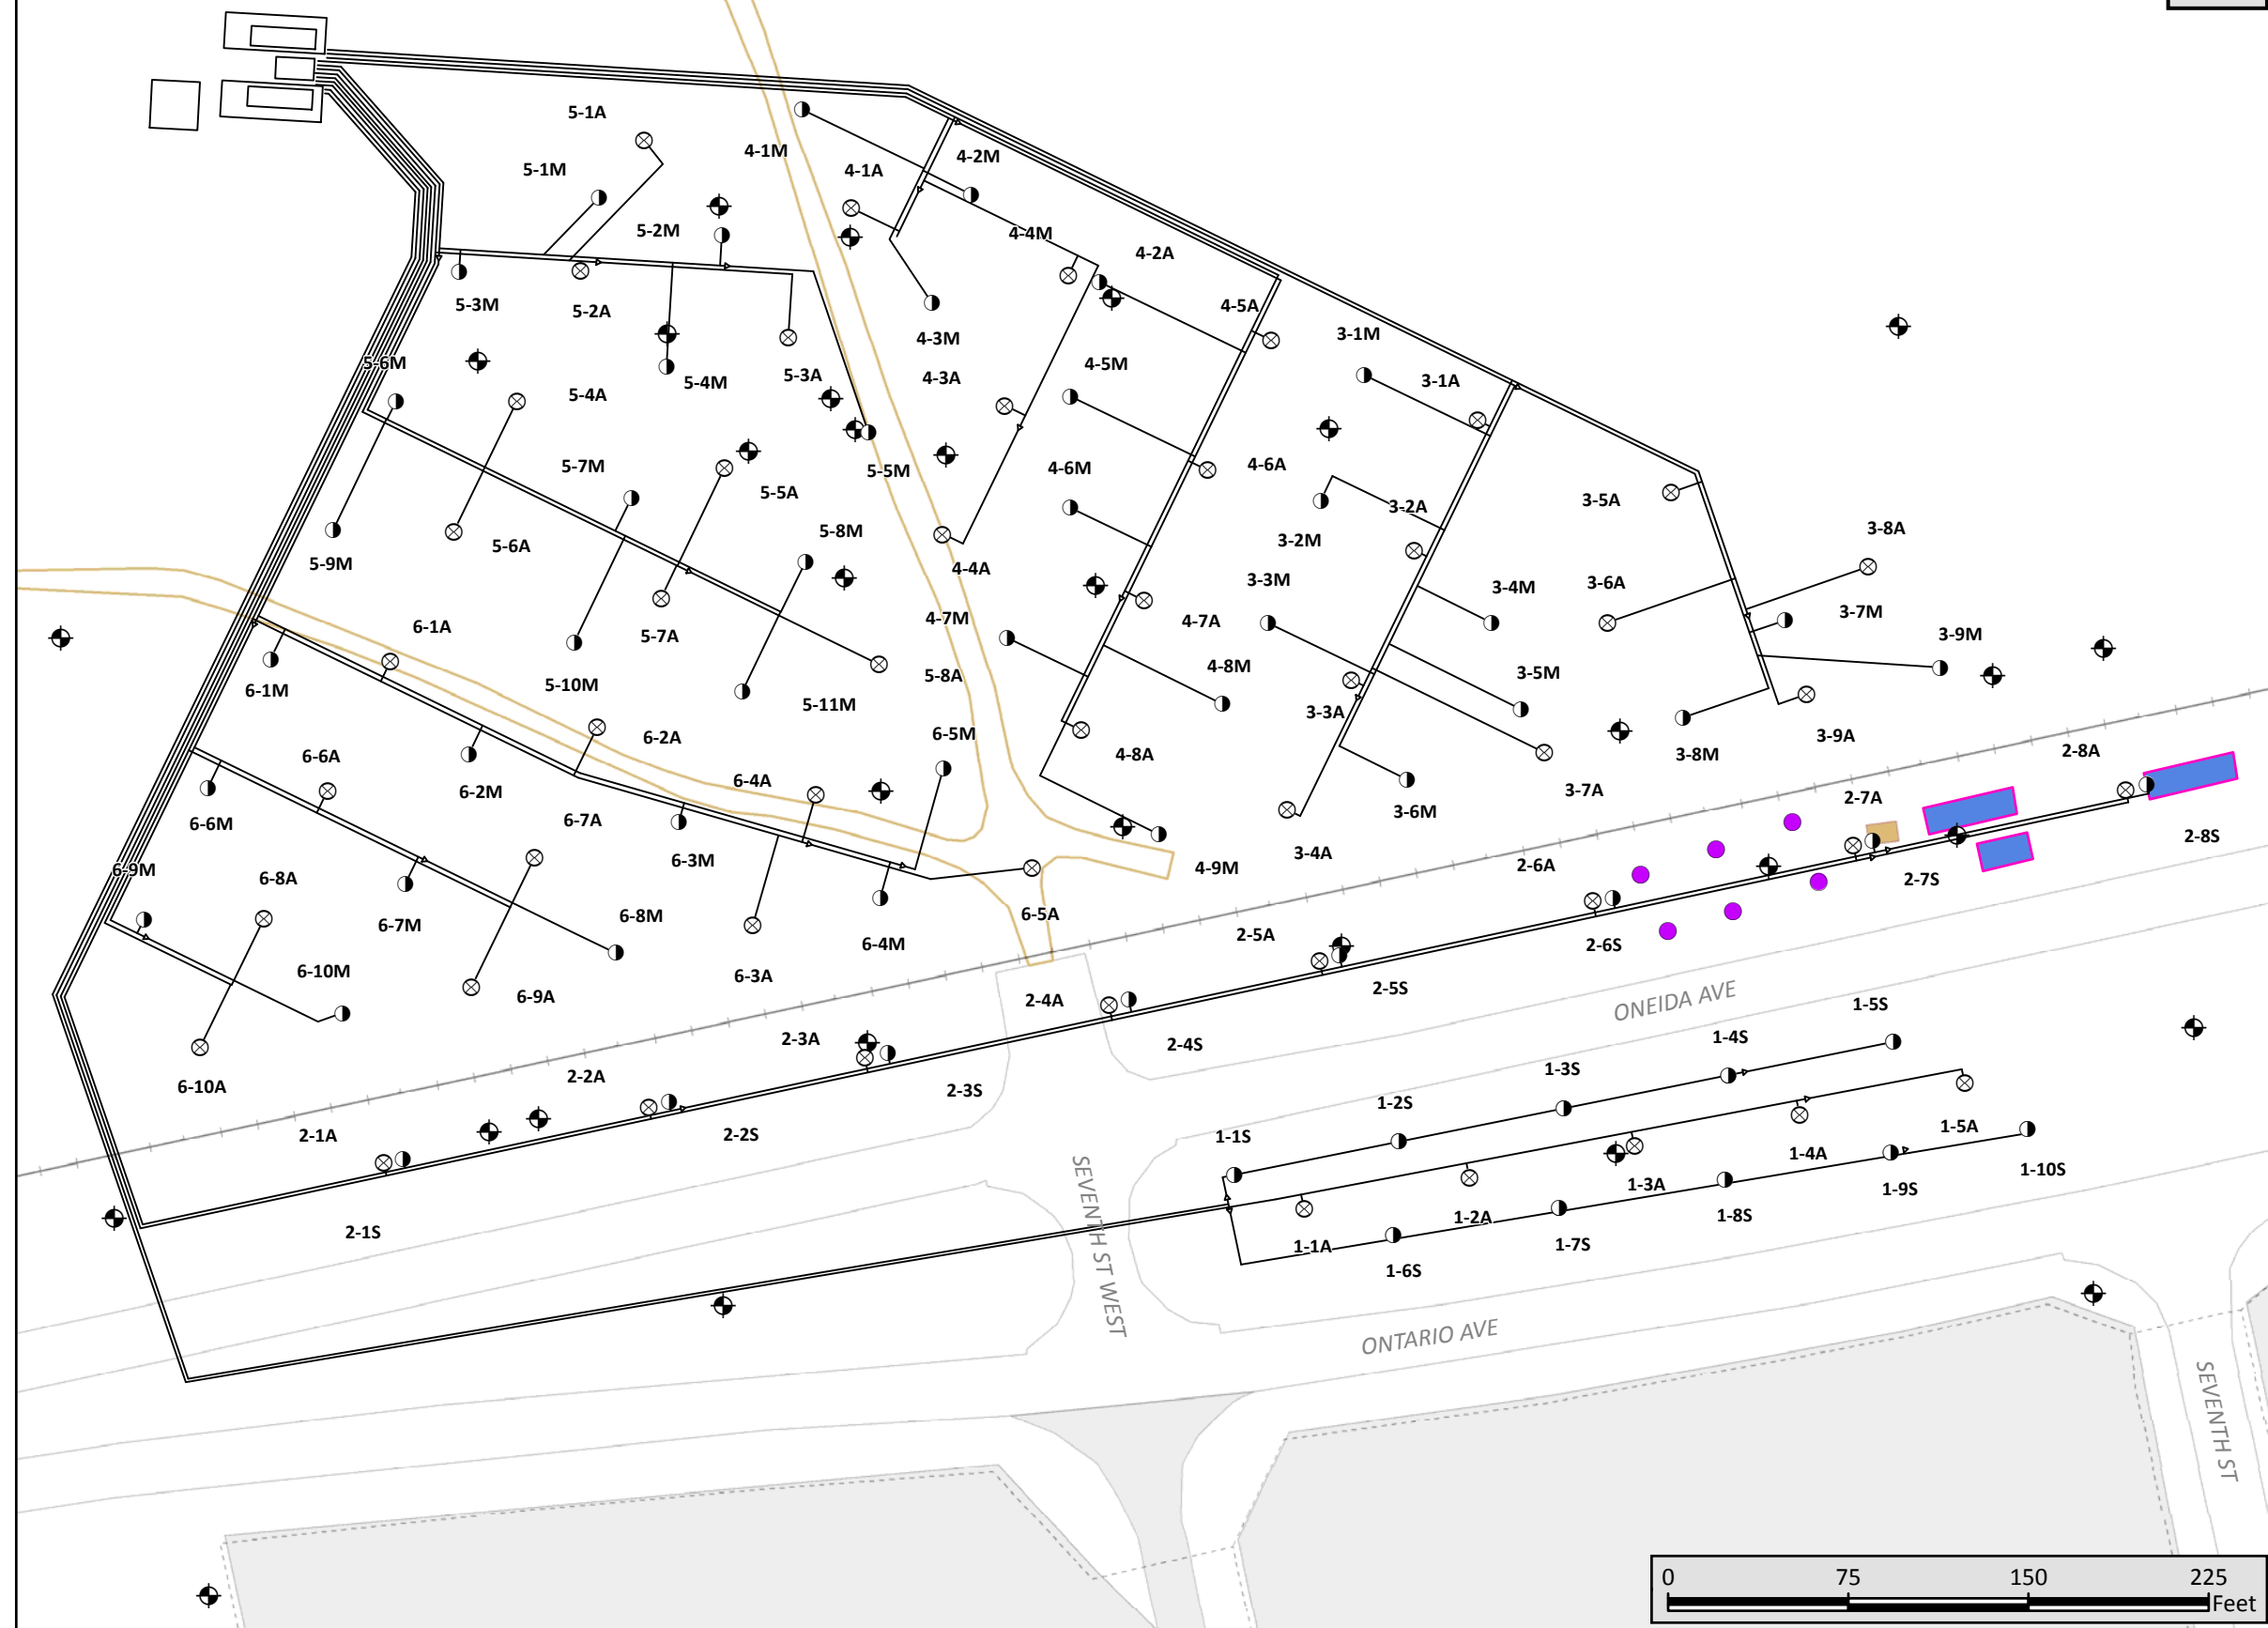 5-1A
4-1M
4-2M
5-1M
4-1A
5-2M
4-4M
4-2A
5-3M
5-2A
4-5A
4-3M
3-1M
5-6M
5-4M
5-3A
4-3A
4-5M
3-1A
5-4A
5-7M
5-5M
4-6M
4-6A
5-5A
3-2A
3-5A
5-8M
3-8A
5-6A
3-2M
5-9M
4-4A
3-3M
3-4M
3-6A
6-1A
5-7A
4-7M
4-7A
3-7M
3-9M
6-1M
5-10M
5-8A
4-8M
3-5M
5-11M
3-3A
6-6A
6-2A
6-5M
4-8A
3-8M
3-9A
2-8A
6-2M
6-4A
3-7A
2-7A
6-6M
6-7A
3-6M
6-9M
6-8A
6-3M
3-4A
4-9M
2-6A
2-8S
2-7S
6-7M
6-8M
6-5A
6-10M
6-4M
2-5A
2-6S
6-9A
6-3A
2-4A
2-5S
ONEIDA AVE
1-5S
6-10A
2-3A
2-4S
1-4S
2-2A
2-3S
1-3S
2-1A
2-2S
1-2S
1-1S
1-5A
1-4A
1-10S
2-1S
SEVENTH ST WEST
1-3A
1-9S
1-2A
1-8S
1-1A
1-7S
1-6S
ONTARIO AVE
SEVENTH ST
0 75 150 225
Feet